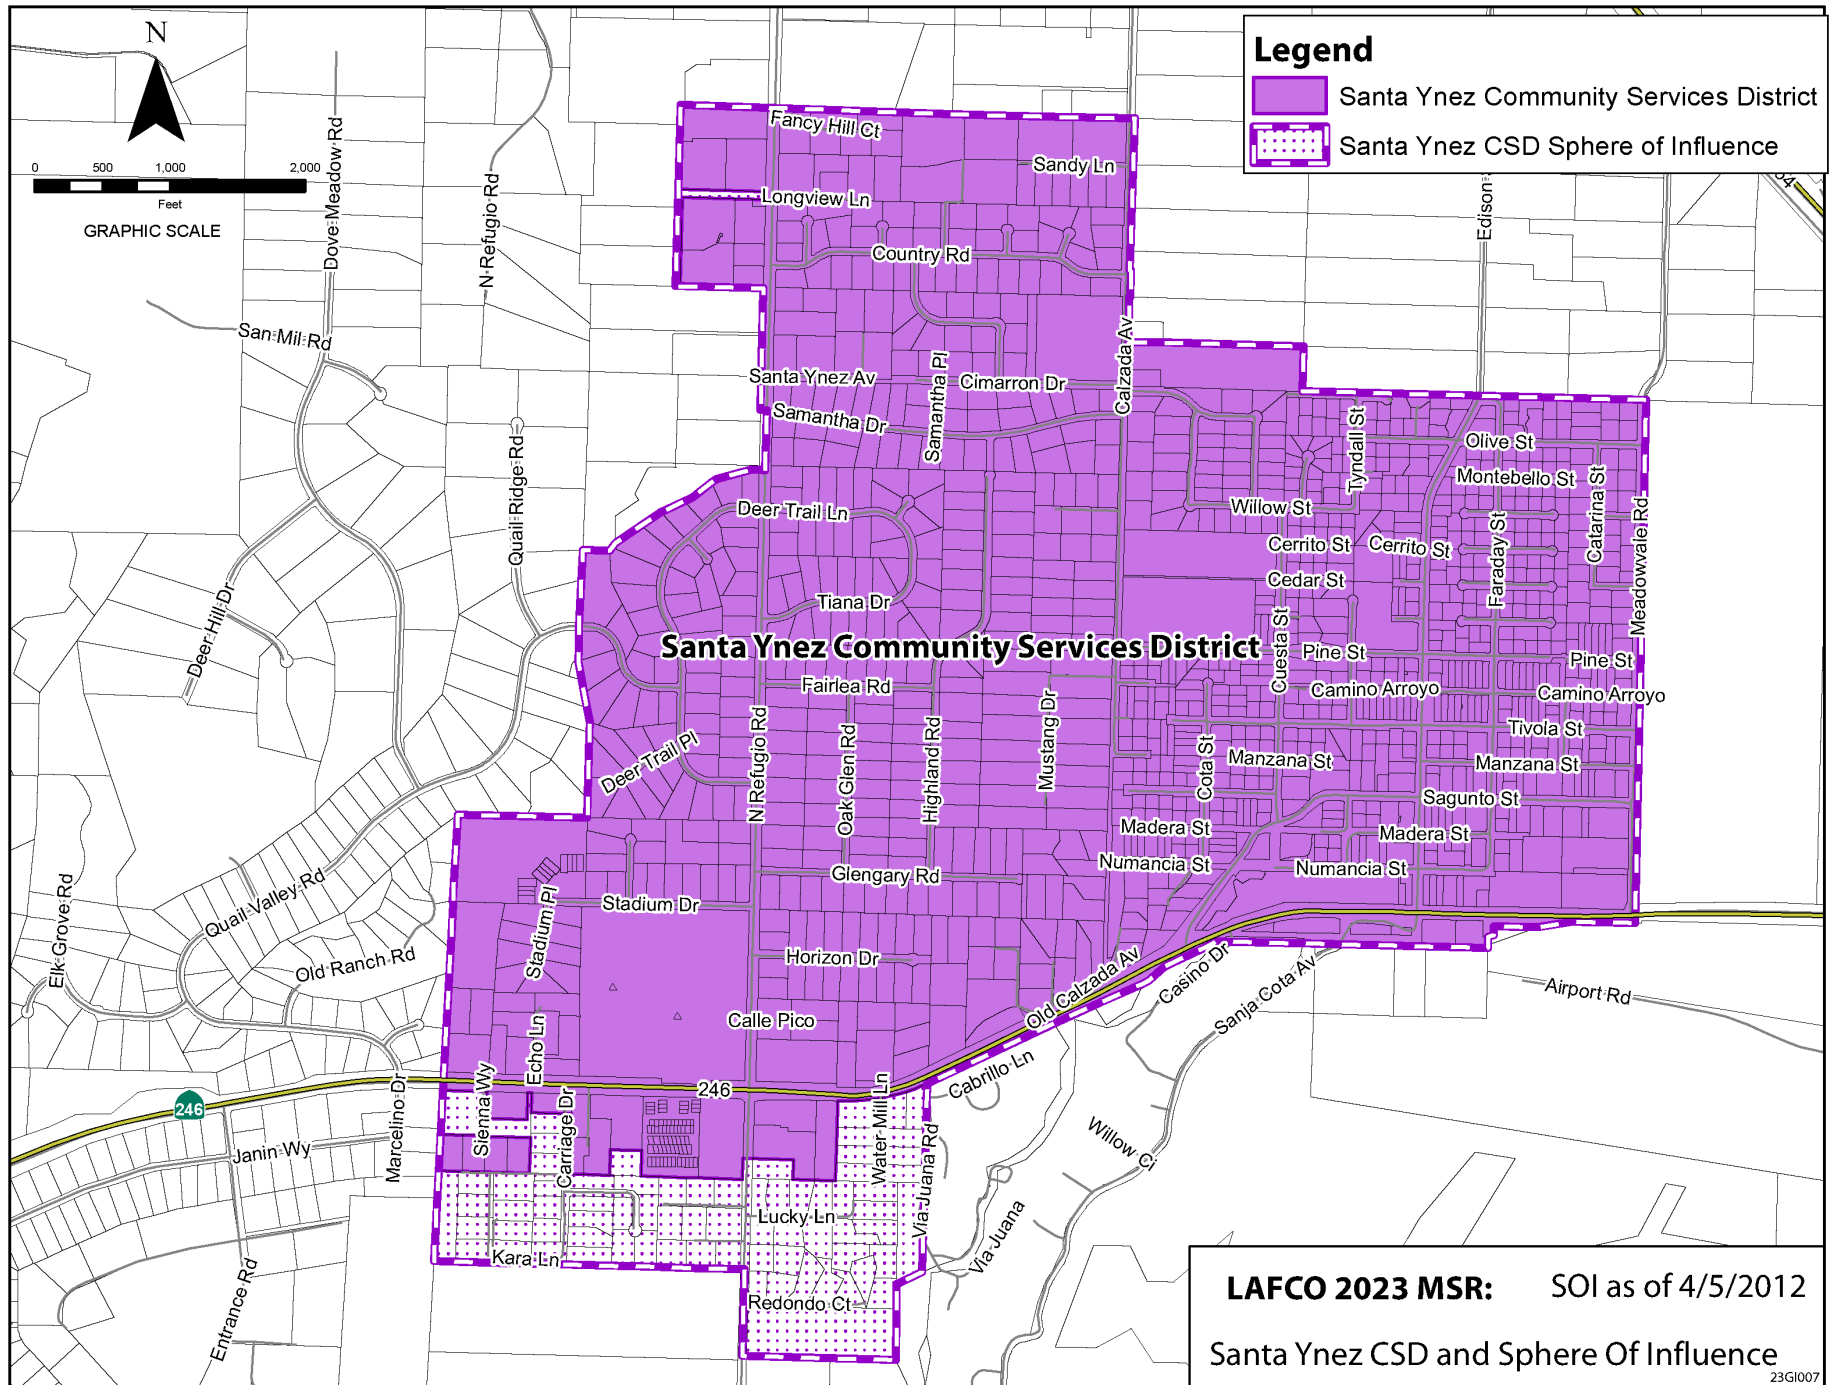 N
0 500 1,000 2,000
Feet
GRAPHIC SCALE
Legend
Santa Ynez Community Services District
Santa Ynez CSD Sphere of Influence
Dove Meadow Rd
N Refugio Rd
Edison
Fancy Hill Ct
Sandy Ln
Longview Ln
Country Rd
San Mil Rd
Calzada Av
Santa Ynez Av
Samantha Pl
Cimarron Dr
Samantha Dr
Tyndall St
Olive St
Quail Ridge Rd
Montebello St
Catarina St
Willow St
Deer Trail Ln
Faraday St
Meadowvale Rd
Cerrito St
Cerrito St
Cedar St
Deer Hill Dr
Tiana Dr
Cuesta St
Santa Ynez Community Services District
Pine St
Pine St
Fairlea Rd
Camino Arroyo
Camino Arroyo
Mustang Dr
Tivola St
N Refugio Rd
Oak Glen Rd
Highland Rd
Deer Trail Pl
Cota St
Manzana St
Manzana St
Sagunto St
Madera St
Madera St
Numancia St
Numancia St
Glengary Rd
Quail Valley Rd
Elk Grove Rd
Stadium Dr
Stadium Pl
Old Ranch Rd
Horizon Dr
Old Calzada Av
Casino Dr
Sanja Cota Av
Airport Rd
Calle Pico
Echo Ln
Sienna Wy
246
246
Cabrillo Ln
Marcelino Dr
Carriage Dr
Water Mill Ln
Via Juana Rd
Willow Ci
Janin Wy
Lucky Ln
Via Juana
Kara Ln
Entrance Rd
Redondo Ct
LAFCO 2023 MSR: SOI as of 4/5/2012
Santa Ynez CSD and Sphere Of Influence
23GI007